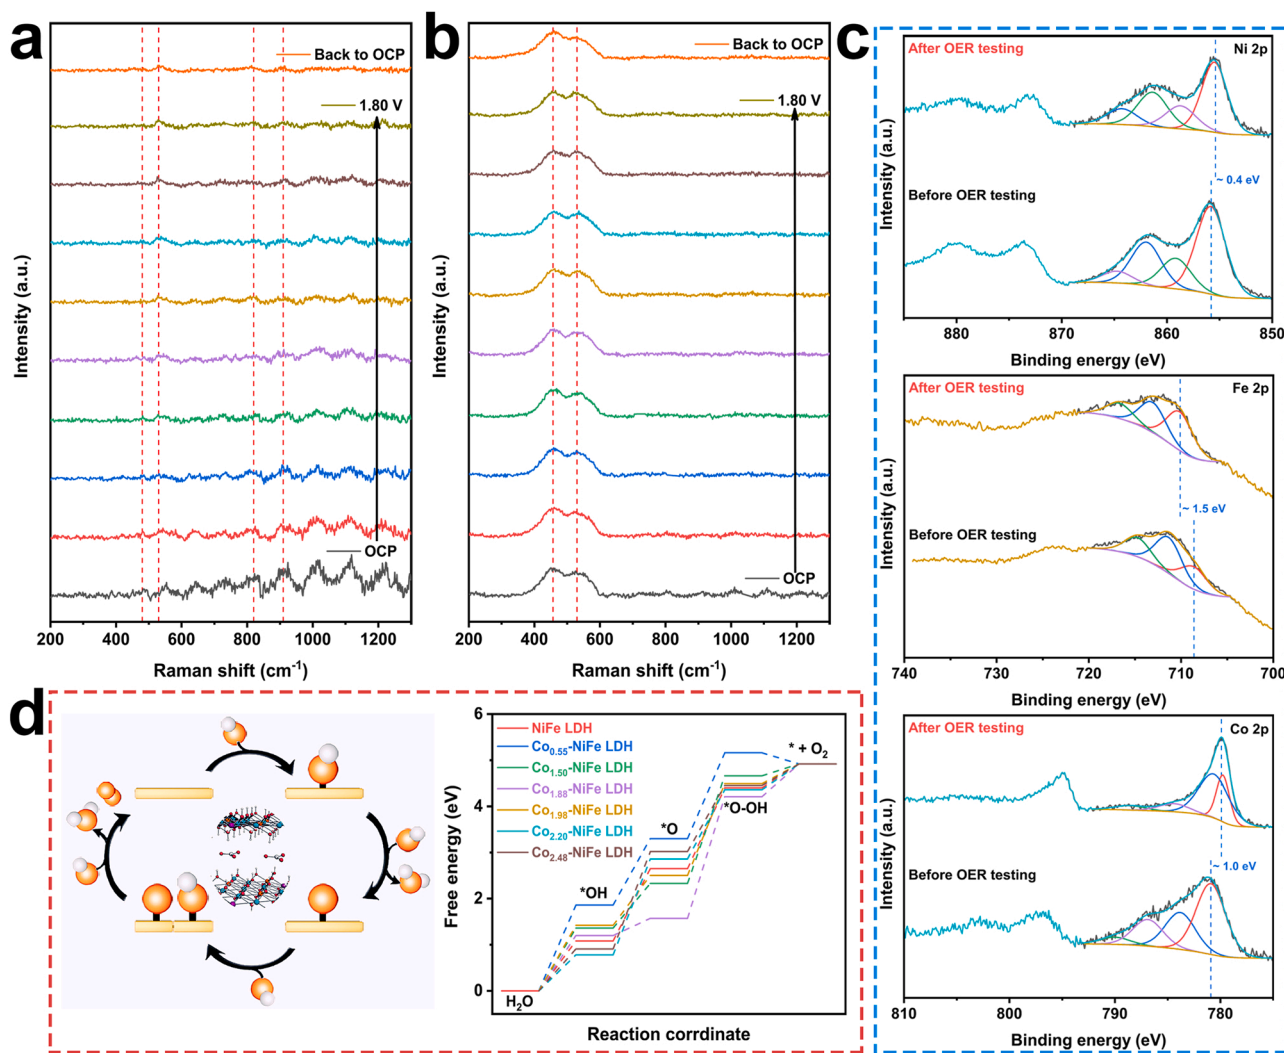 a
Back to OCP
1.80 V
OCP
Intensity (a.u.)
200 400 600 800 1000 1200
Raman shift (cm-1)
b
Back to OCP
1.80 V
OCP
Intensity (a.u.)
200 400 600 800 1000 1200
Raman shift (cm-1)
c
After OER testing
Ni 2p
~ 0.4 eV
Before OER testing
Intensity (a.u.)
880 870 860 850
Binding energy (eV)
After OER testing
Fe 2p
~ 1.5 eV
Before OER testing
Intensity (a.u.)
740 730 720 710 700
Binding energy (eV)
After OER testing
Co 2p
~ 1.0 eV
Before OER testing
Intensity (a.u.)
810 800 790 780
Binding energy (eV)
d
Free energy (eV)
6
4
2
0
NiFe LDH
Co0.55-NiFe LDH
Co1.50-NiFe LDH
Co1.88-NiFe LDH
Co1.98-NiFe LDH
Co2.20-NiFe LDH
Co2.48-NiFe LDH
* + O2
*O-OH
*O
*OH
H2O
Reaction corrdinate